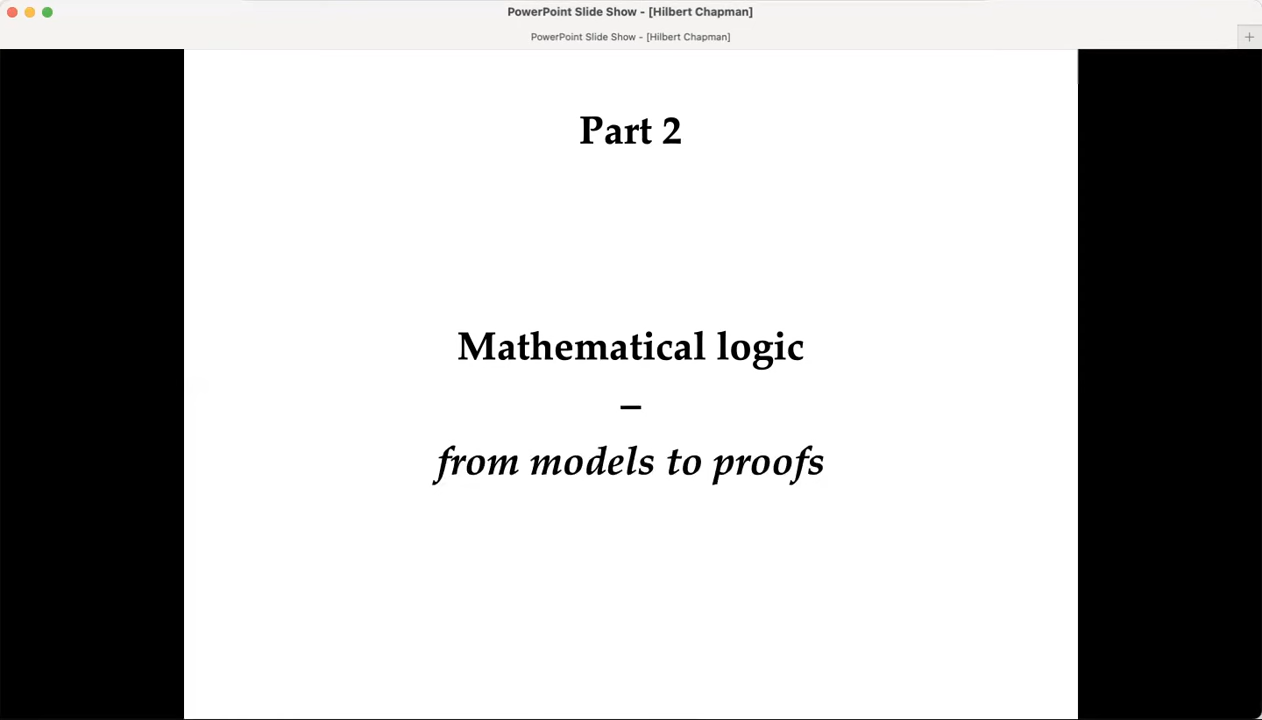 PowerPoint Slide Show - [Hilbert Chapman]
PowerPoint Slide Show - [Hilbert Chapman]
+
Part 2
Mathematical logic
–
from models to proofs